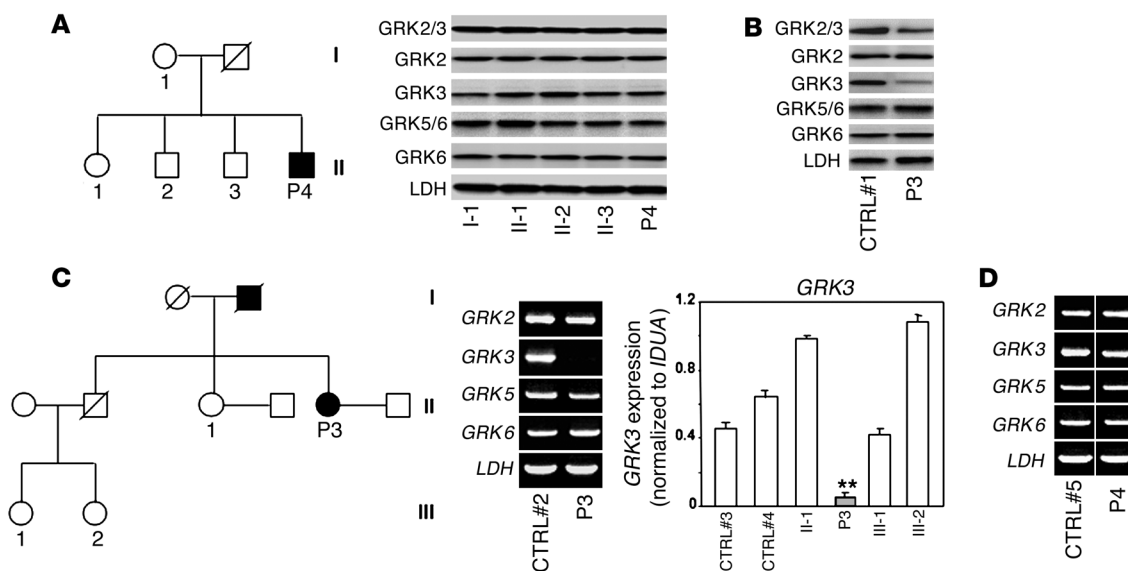 A
I
1
II
1 2 3 P4
GRK2/3
GRK2
GRK3
GRK5/6
GRK6
LDH
I-1 II-1 II-2 II-3 P4
B
GRK2/3
GRK2
GRK3
GRK5/6
GRK6
LDH
CTRL#1 P3
C
I
II
1 P3
III
1 2
GRK2
GRK3
GRK5
GRK6
LDH
CTRL#2 P3
GRK3
GRK3 expression
(normalized to IDUA)
1.2
0.8
0.4
0
**
CTRL#3 CTRL#4 II-1 P3 III-1 III-2
D
GRK2
GRK3
GRK5
GRK6
LDH
CTRL#5 P4